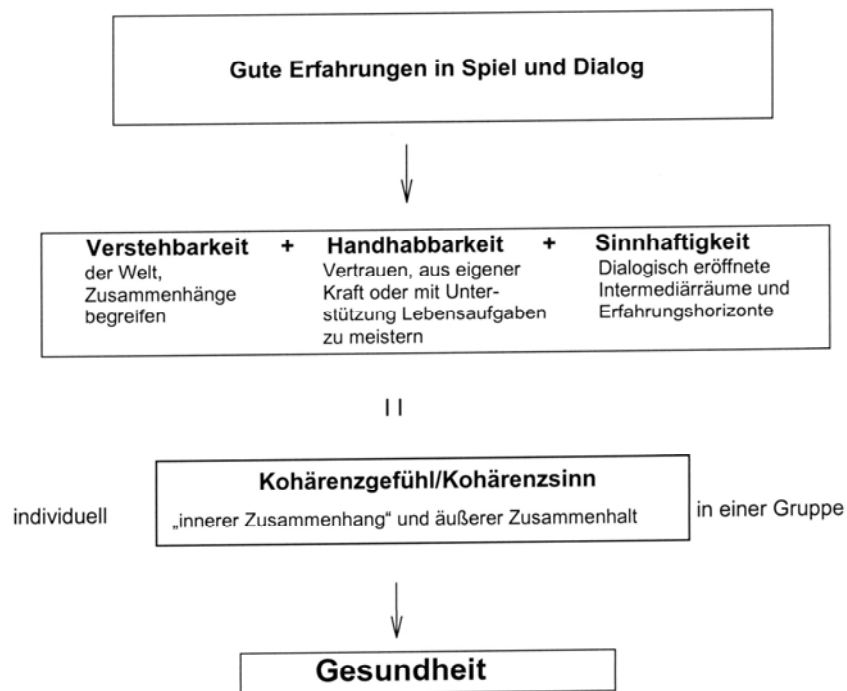 Gute Erfahrungen in Spiel und Dialog
Verstehbarkeit + Handhabbarkeit + Sinnhaftigkeit
der Welt,
Zusammenhänge
begreifen
Vertrauen, aus eigener
Kraft oder mit Unter-
stützung Lebensaufgaben
zu meistern
Dialogisch eröffnete
Intermediärräume und
Erfahrungshorizonte
=
Kohärenzgefühl/Kohärenzsinn
individuell
„innerer Zusammenhang“ und äußerer Zusammenhalt
in einer Gruppe
Gesundheit